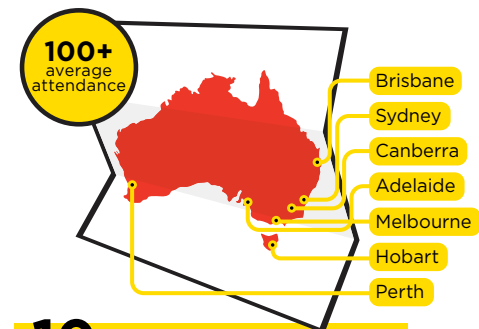 100+
average
attendance
Brisbane
Sydney
Canberra
Adelaide
Melbourne
Hobart
Perth